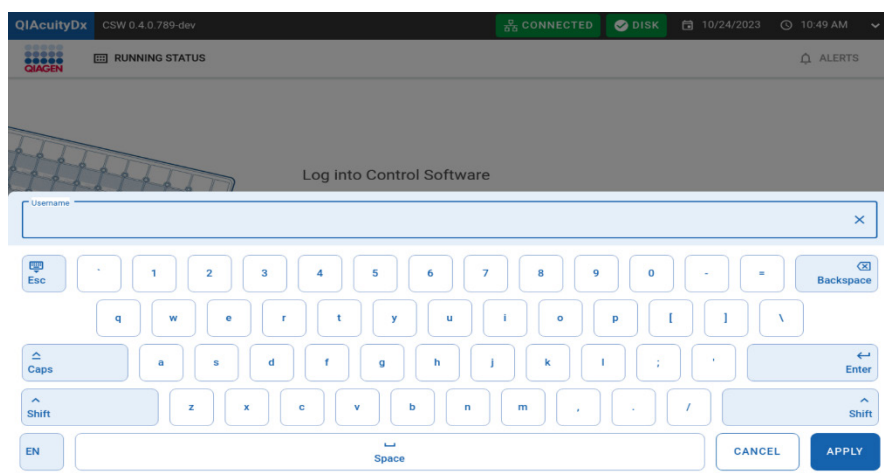 QIAcuityDx CSW 0.4.0.789-dev CONNECTED DISK 10/24/2023 10:49 AM
QIAGEN RUNNING STATUS ALERTS
Log into Control Software
Username
Esc ` 1 2 3 4 5 6 7 8 9 0 - = Backspace
q w e r t y u i o p [ ] \
Caps a s d f g h j k l ; ' Enter
Shift z x c v b n m , . / Shift
EN Space CANCEL APPLY